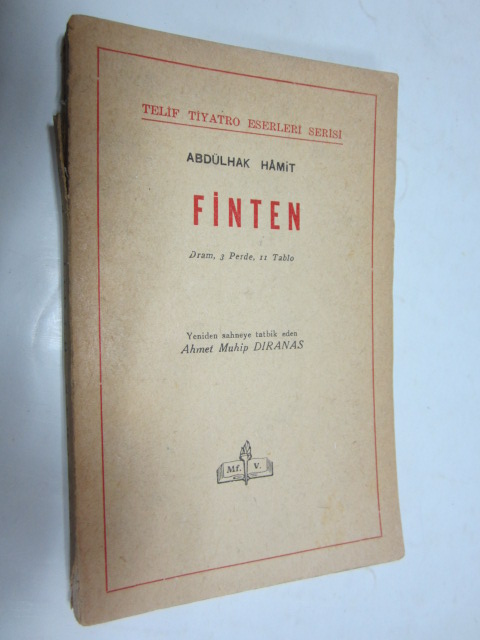 TELİF TİYATRO ESERLERİ SERİSİ
ABDÜLHAK HÂMİT
FİNTEN
Dram, 3 Perde, 11 Tablo
Yeniden sahneye tatbik eden
Ahmet Muhip DIRANAS
Mf. V.